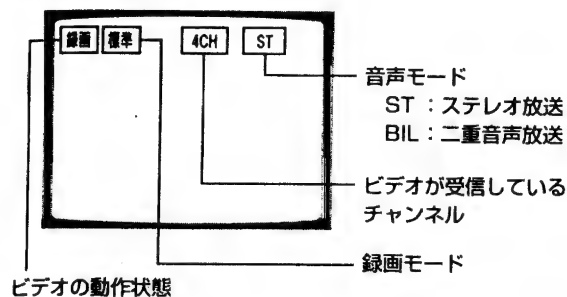 録画 標準 4CH ST
音声モード
ST:ステレオ放送
BIL:二重音声放送
ビデオが受信している
チャンネル
録画モード
ビデオの動作状態